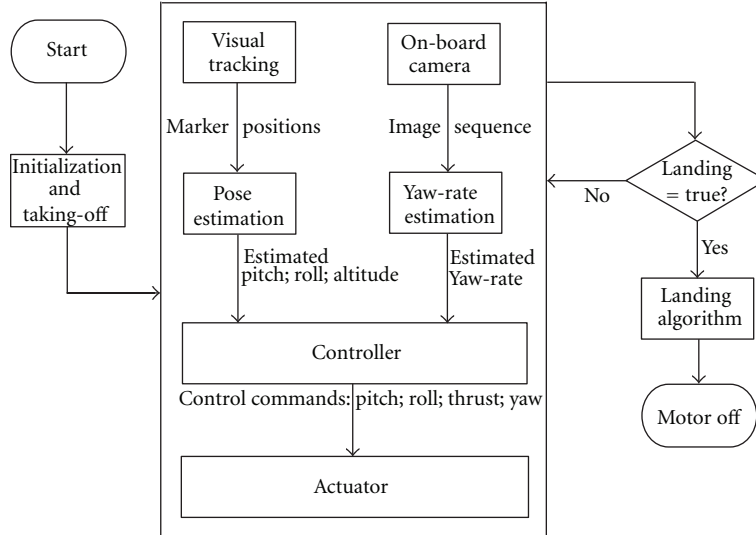 Start
Initialization
and
taking-off
Visual
tracking
Marker positions
Pose
estimation
Estimated
pitch; roll; altitude
On-board
camera
Image sequence
Yaw-rate
estimation
Estimated
Yaw-rate
Controller
Control commands: pitch; roll; thrust; yaw
Actuator
Landing
= true?
No
Yes
Landing
algorithm
Motor off